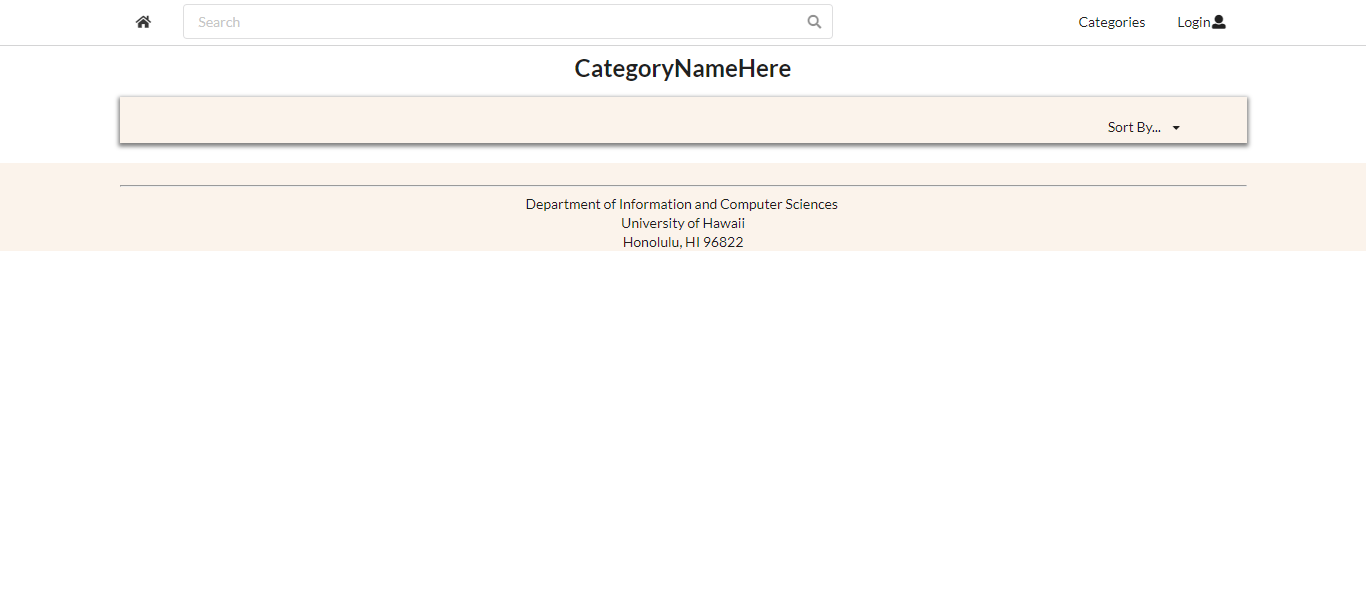 Search
Categories
Login
CategoryNameHere
Sort By...
Department of Information and Computer Sciences
University of Hawaii
Honolulu, HI 96822